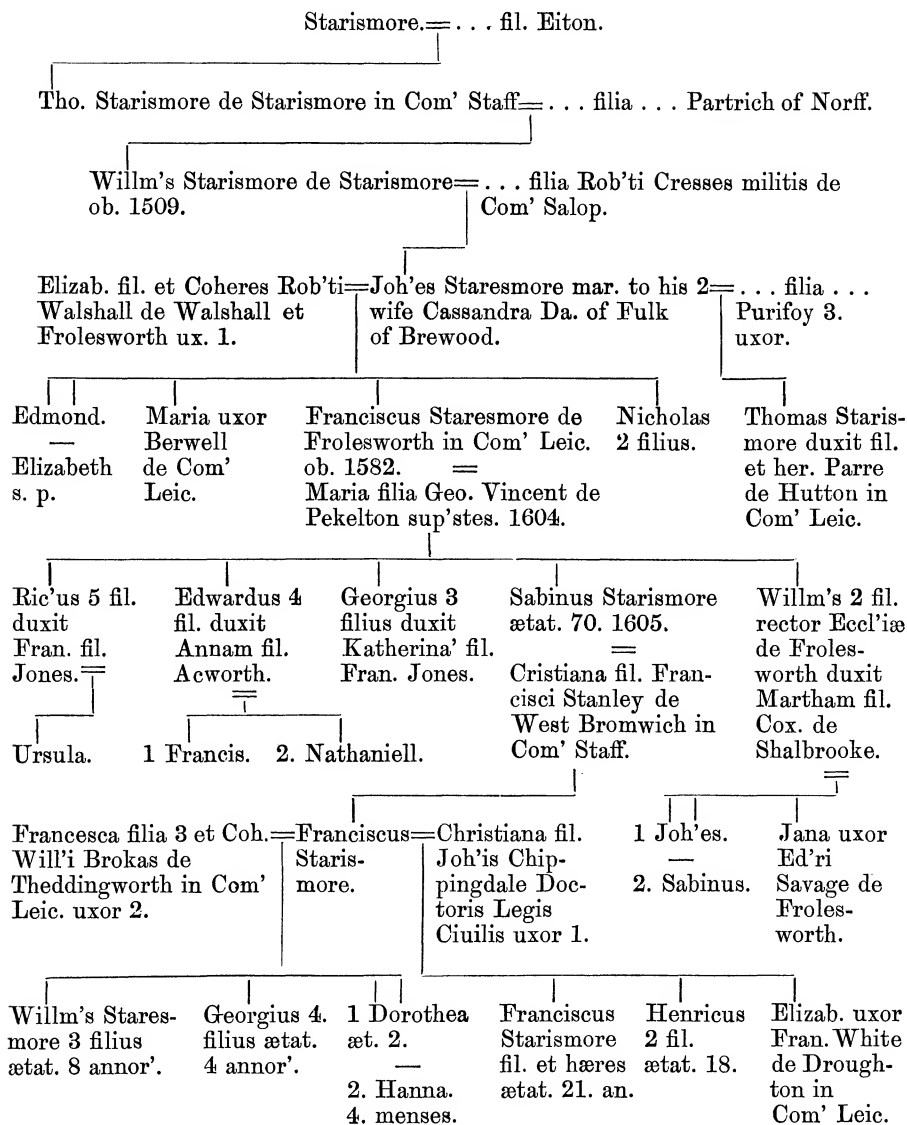 Starismore.=. . . fil. Eiton.
Tho. Starismore de Starismore in Com' Staff=. . . filia . . . Partrich of Norff.
Willm's Starismore de Starismore=. . . filia Rob'ti Cresses militis de
ob. 1509.
Com' Salop.
Elizab. fil. et Coheres Rob'ti=Joh'es Staresmore mar. to his 2=. . . filia . . .
Walshall de Walshall et
Frolesworth ux. 1.
wife Cassandra Da. of Fulk
of Brewood.
Purifoy 3.
uxor.
Edmond.
—
Elizabeth
s. p.
Maria uxor
Berwell
de Com'
Leic.
Franciscus Staresmore de
Frolesworth in Com' Leic.
ob. 1582. =
Maria filia Geo. Vincent de
Pekelton sup'stes. 1604.
Nicholas
2 filius.
Thomas Staris-
more duxit fil.
et her. Parre
de Hutton in
Com' Leic.
Ric'us 5 fil.
duxit
Fran. fil.
Jones.=
Edwardus 4
fil. duxit
Annam fil.
Acworth.
=
Georgius 3
filius duxit
Katherina' fil.
Fran. Jones.
Sabinus Starismore
ætat. 70. 1605.
=
Cristiana fil. Fran-
cisci Stanley de
West Bromwich in
Com' Staff.
Willm's 2 fil.
rector Eccl'iæ
de Froles-
worth duxit
Martham fil.
Cox. de
Shalbrooke.
=
Ursula.
1 Francis.
2. Nathaniell.
Francesca filia 3 et Coh.=Franciscus=Christiana fil.
Will'i Brokas de
Theddingworth in Com'
Leic. uxor 2.
Staris-
more.
Joh'is Chip-
pingdale Doc-
toris Legis
Ciuilis uxor 1.
1 Joh'es.
—
2. Sabinus.
Jana uxor
Ed'ri
Savage de
Froles-
worth.
Willm's Stares-
more 3 filius
ætat. 8 annor'.
Georgius 4.
filius ætat.
4 annor'.
1 Dorothea
æt. 2.
—
2. Hanna.
4. menses.
Franciscus
Starismore
fil. et hæres
ætat. 21. an.
Henricus
2 fil.
ætat. 18.
Elizab. uxor
Fran. White
de Drough-
ton in
Com' Leic.